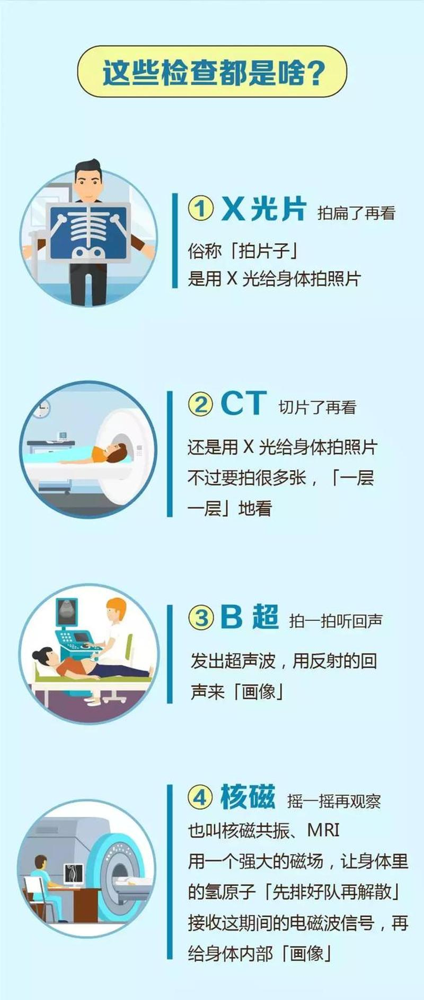 这些检查都是啥?
1 X光片 拍扁了再看
俗称「拍片子」
是用 X 光给身体拍照片
2 CT 切片了再看
还是用 X 光给身体拍照片
不过要拍很多张，「一层
一层」地看
3 B 超 拍一拍听回声
发出超声波，用反射的回
声来「画像」
4 核磁 摇一摇再观察
也叫核磁共振、MRI
用一个强大的磁场，让身体里
的氢原子「先排好队再解散」
接收这期间的电磁波信号，再
给身体内部「画像」